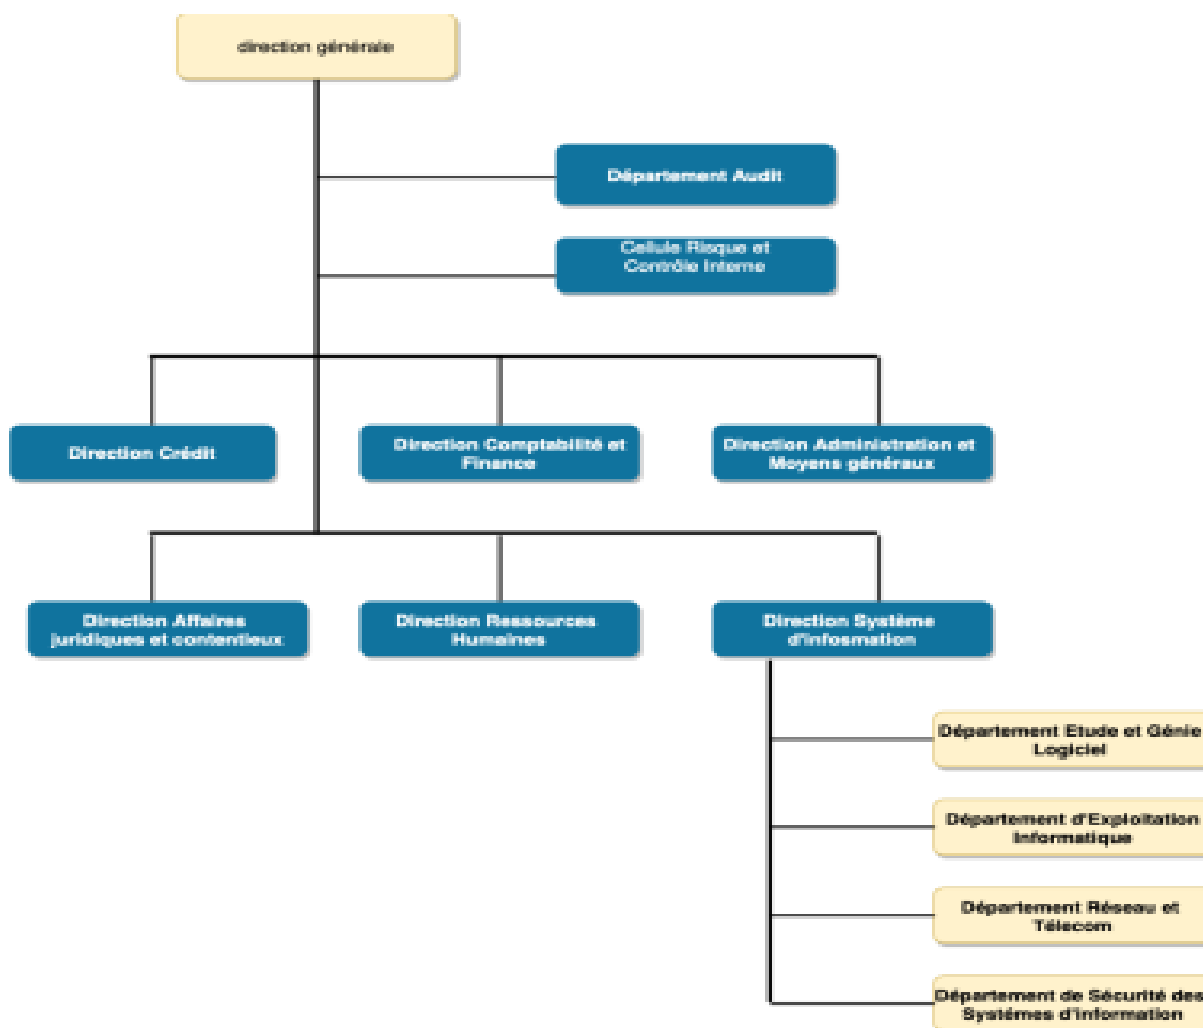 direction générale
Département Audit
Cellule Risque et
Contrôle Interne
Direction Crédit
Direction Comptabilité et
Finance
Direction Administration et
Moyens généraux
Direction Affaires
juridiques et contentieux
Direction Ressources
Humaines
Direction Système
d'infosmation
Département Etude et Génie
Logiciel
Département d'Exploitation
Informatique
Département Réseau et
Télecom
Département de Sécurité des
Systèmes d'information